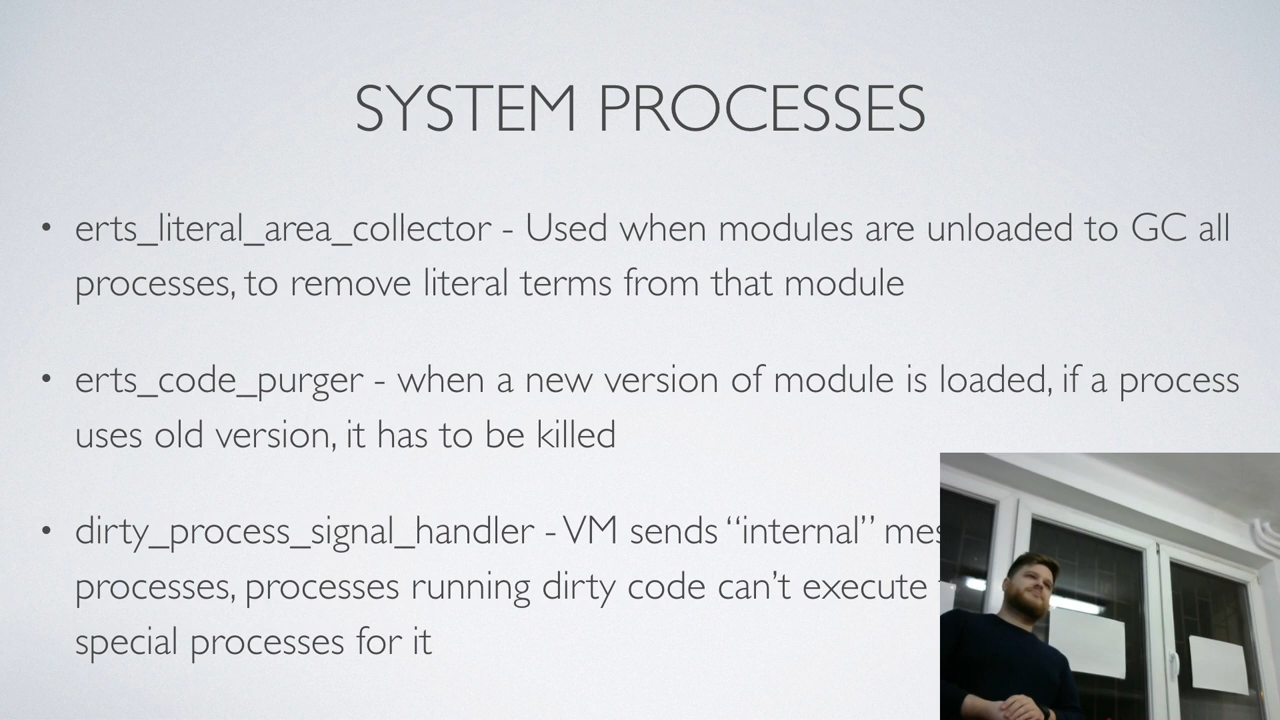 SYSTEM PROCESSES
• erts_literal_area_collector - Used when modules are unloaded to GC all
processes, to remove literal terms from that module
• erts_code_purger - when a new version of module is loaded, if a process
uses old version, it has to be killed
• dirty_process_signal_handler - VM sends “internal”
processes, processes running dirty code can’t execute
special processes for it